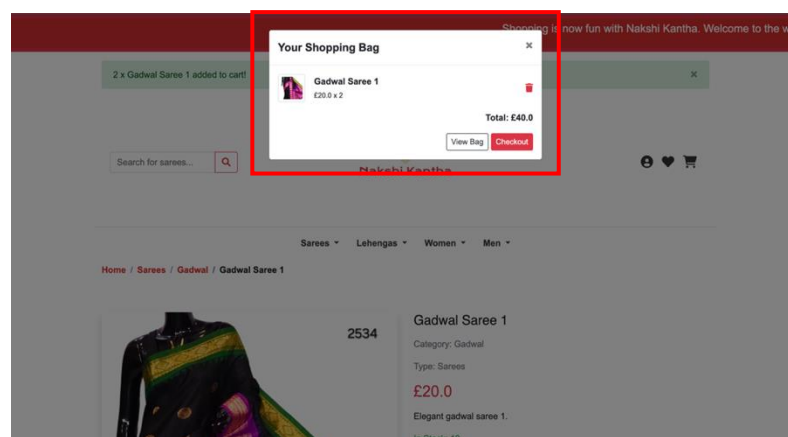 Shopping is now fun with Nakshi Kantha. Welcome to the w
Your Shopping Bag ×
2 x Gadwal Saree 1 added to cart! ×
Gadwal Saree 1
£20.0 x 2
Total: £40.0
View Bag Checkout
Search for sarees...
Nakshi Kantha
Sarees Lehengas Women Men
Home / Sarees / Gadwal / Gadwal Saree 1
2534
Gadwal Saree 1
Category: Gadwal
Type: Sarees
£20.0
Elegant gadwal saree 1.